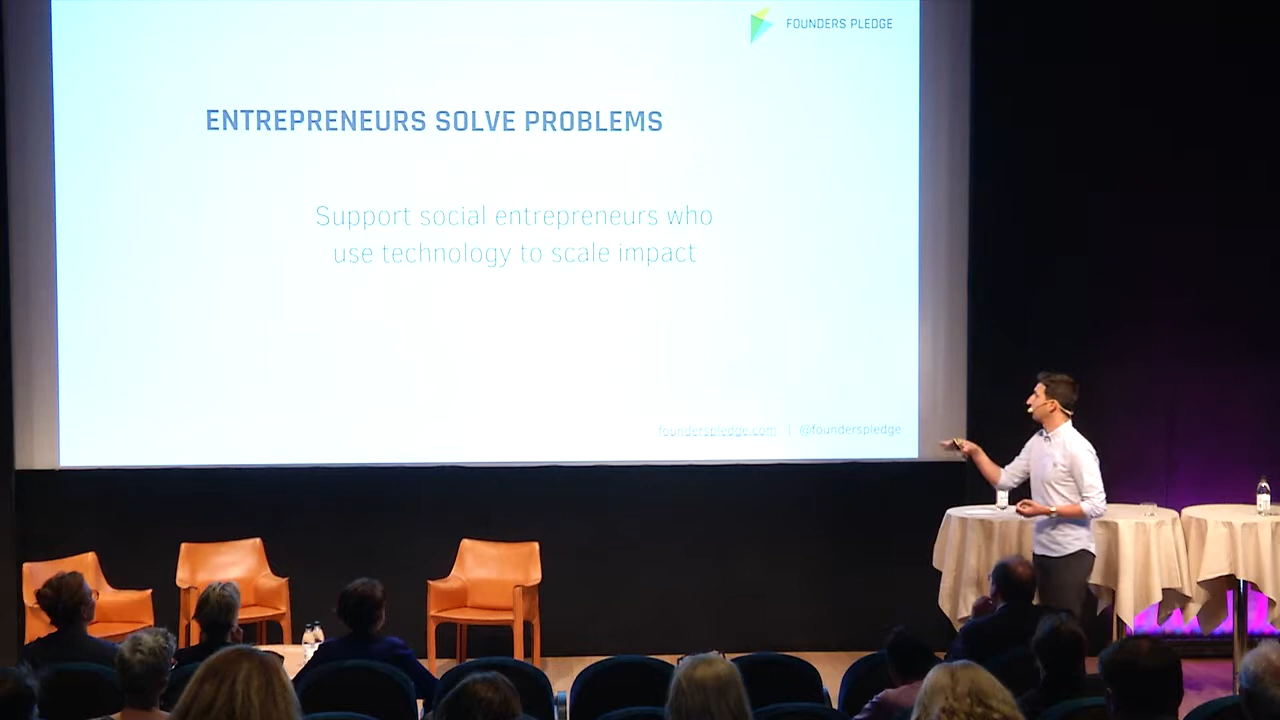 FOUNDERS PLEDGE
ENTREPRENEURS SOLVE PROBLEMS
Support social entrepreneurs who
use technology to scale impact
founderspledge.com | @founderspledge